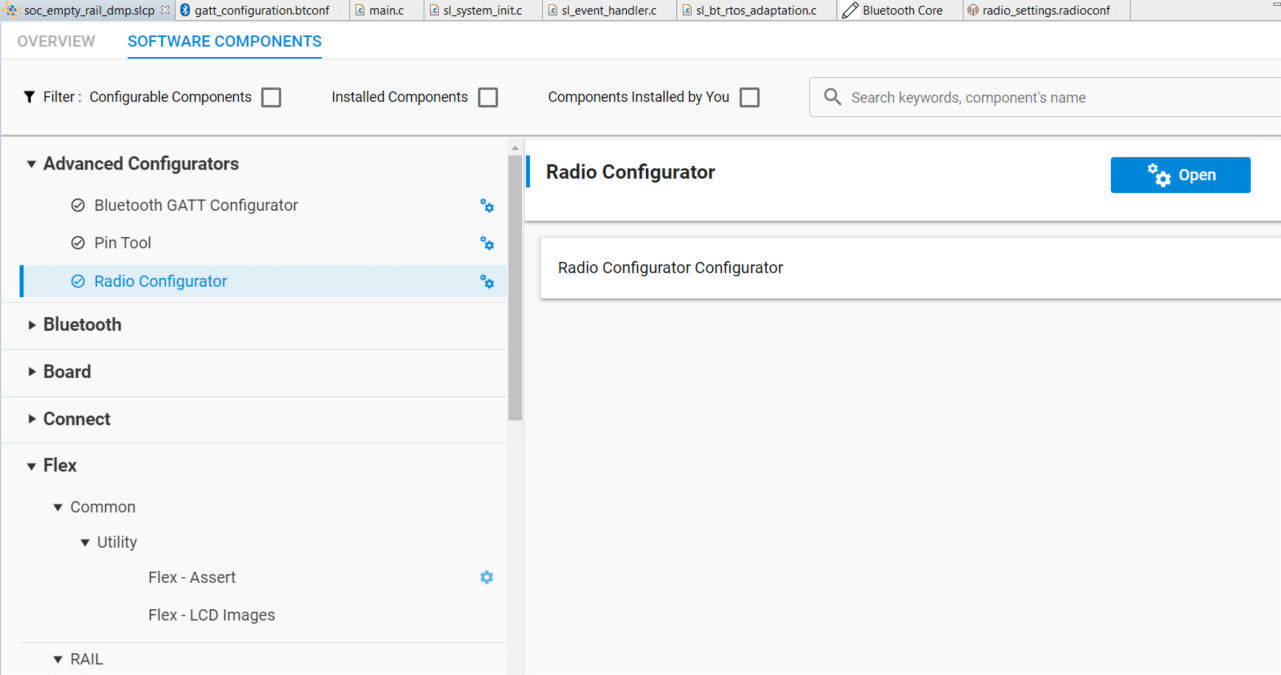 soc_empty_rail_dmp.slcp gatt_configuration.btconf main.c sl_system_init.c sl_event_handler.c sl_bt_rtos_adaptation.c Bluetooth Core radio_settings.radioconf
OVERVIEW SOFTWARE COMPONENTS
Filter : Configurable Components Installed Components Components Installed by You Search keywords, component's name
Advanced Configurators
Bluetooth GATT Configurator
Pin Tool
Radio Configurator
Bluetooth
Board
Connect
Flex
Common
Utility
Flex - Assert
Flex - LCD Images
RAIL
Radio Configurator Open
Radio Configurator Configurator